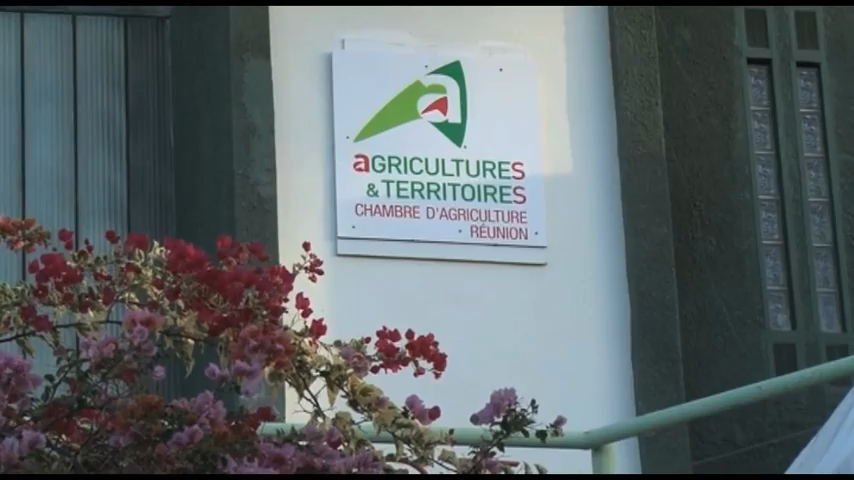 a
aGRICULTURES
& TERRITOIRES
CHAMBRE D'AGRICULTURE
RÉUNION